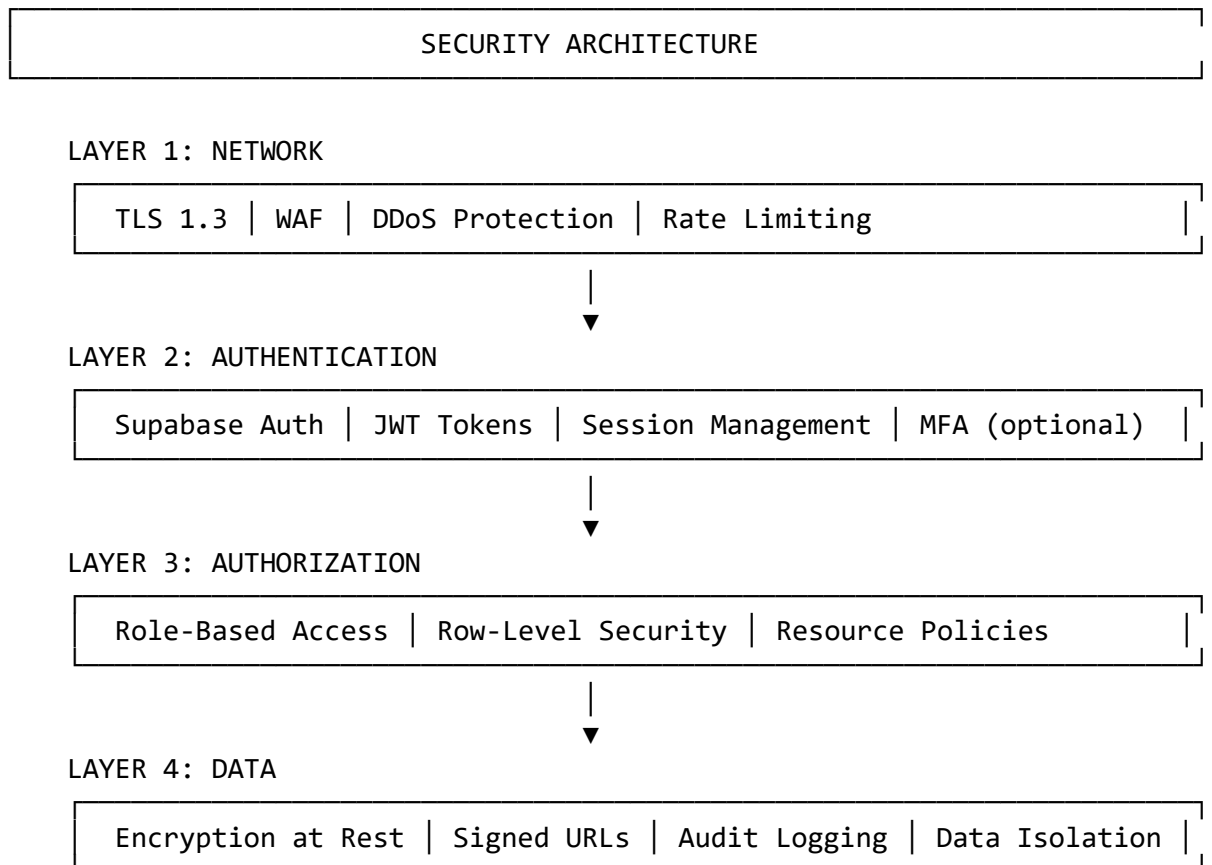 SECURITY ARCHITECTURE
LAYER 1: NETWORK
TLS 1.3 │ WAF │ DDoS Protection │ Rate Limiting │
LAYER 2: AUTHENTICATION
Supabase Auth │ JWT Tokens │ Session Management │ MFA (optional) │
LAYER 3: AUTHORIZATION
Role-Based Access │ Row-Level Security │ Resource Policies │
LAYER 4: DATA
Encryption at Rest │ Signed URLs │ Audit Logging │ Data Isolation │